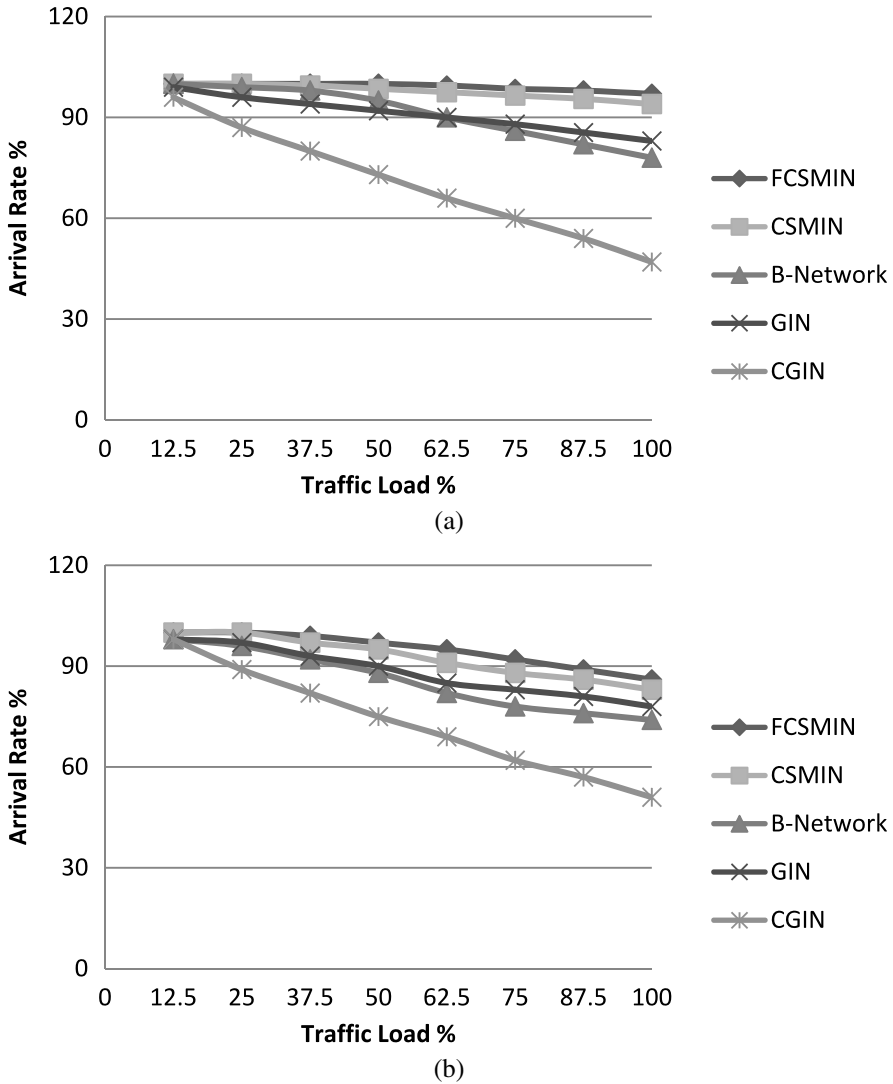 120
90
60
30
0
Arrival Rate %
0 12.5 25 37.5 50 62.5 75 87.5 100
Traffic Load %
FCSMIN
CSMIN
B-Network
GIN
CGIN
(a)
120
90
60
30
0
Arrival Rate %
0 12.5 25 37.5 50 62.5 75 87.5 100
Traffic Load %
FCSMIN
CSMIN
B-Network
GIN
CGIN
(b)